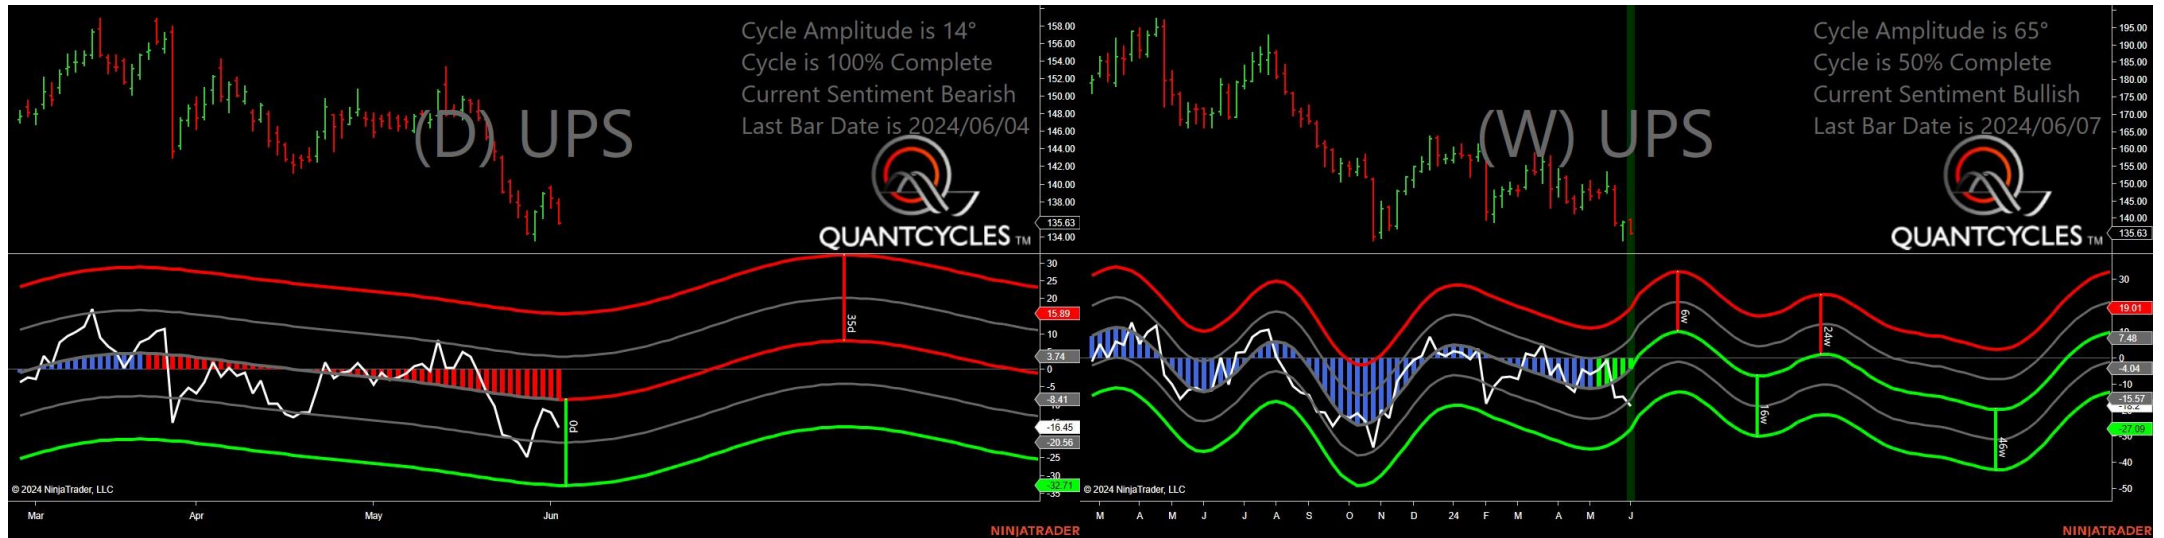 Cycle Amplitude is 14°
Cycle is 100% Complete
Current Sentiment Bearish
Last Bar Date is 2024/06/04
(D) UPS
QUANTCYCLES TM
158.00
156.00
154.00
152.00
150.00
148.00
146.00
144.00
142.00
140.00
138.00
135.63
134.00
30
25
20
15.89
10
3.74
0
-5
-8.41
-16.45
-20.56
-25
-30
-32.71
-35
35d
0d
© 2024 NinjaTrader, LLC
Mar
Apr
May
Jun
NINJATRADER
Cycle Amplitude is 65°
Cycle is 50% Complete
Current Sentiment Bullish
Last Bar Date is 2024/06/07
(W) UPS
QUANTCYCLES TM
195.00
190.00
185.00
180.00
175.00
170.00
165.00
160.00
155.00
150.00
145.00
140.00
135.63
30
19.01
7.48
0
-4.04
-10
-15.57
-18.2
-27.09
-30
-40
-50
6w
16w
24w
46w
© 2024 NinjaTrader, LLC
M A M J J A S O N D 24 F M A M J
NINJATRADER